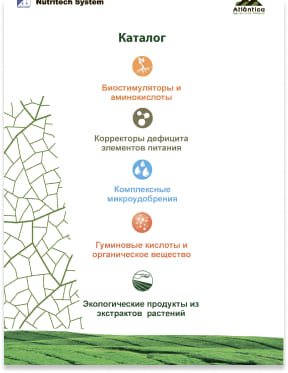 Nutritech System
Atlántica
Каталог
Биостимуляторы и
аминокислоты
Корректоры дефицита
элементов питания
Комплексные
микроудобрения
Гуминовые кислоты и
органическое вещество
Экологические продукты из
экстрактов растений